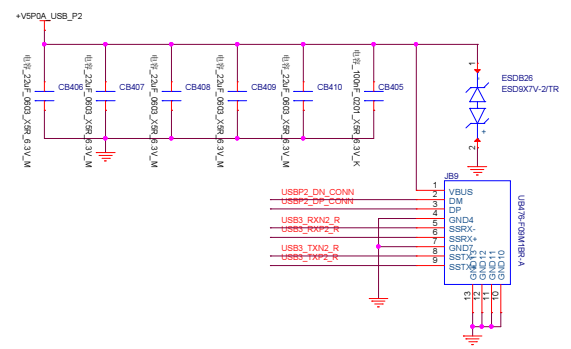 +V5P0A_USB_P2
电容_22uF_0603_X5R_6.3V_M
CB406
电容_22uF_0603_X5R_6.3V_M
CB407
电容_22uF_0603_X5R_6.3V_M
CB408
电容_22uF_0603_X5R_6.3V_M
CB409
电容_22uF_0603_X5R_6.3V_M
CB410
电容_100nF_0201_X5R_6.3V_K
CB405
1
ESDB26
ESD9X7V-2/TR
+
2
JB9
1 VBUS
USBP2_DN_CONN 2 DM
USBP2_DP_CONN 3 DP
4 GND4
USB3_RXN2_R 5 SSRX-
USB3_RXP2_R 6 SSRX+
7 GND7
USB3_TXN2_R 8 SSTX-
USB3_TXP2_R 9 SSTX+
GND13
GND12
GND11
GND10
13
12
11
10